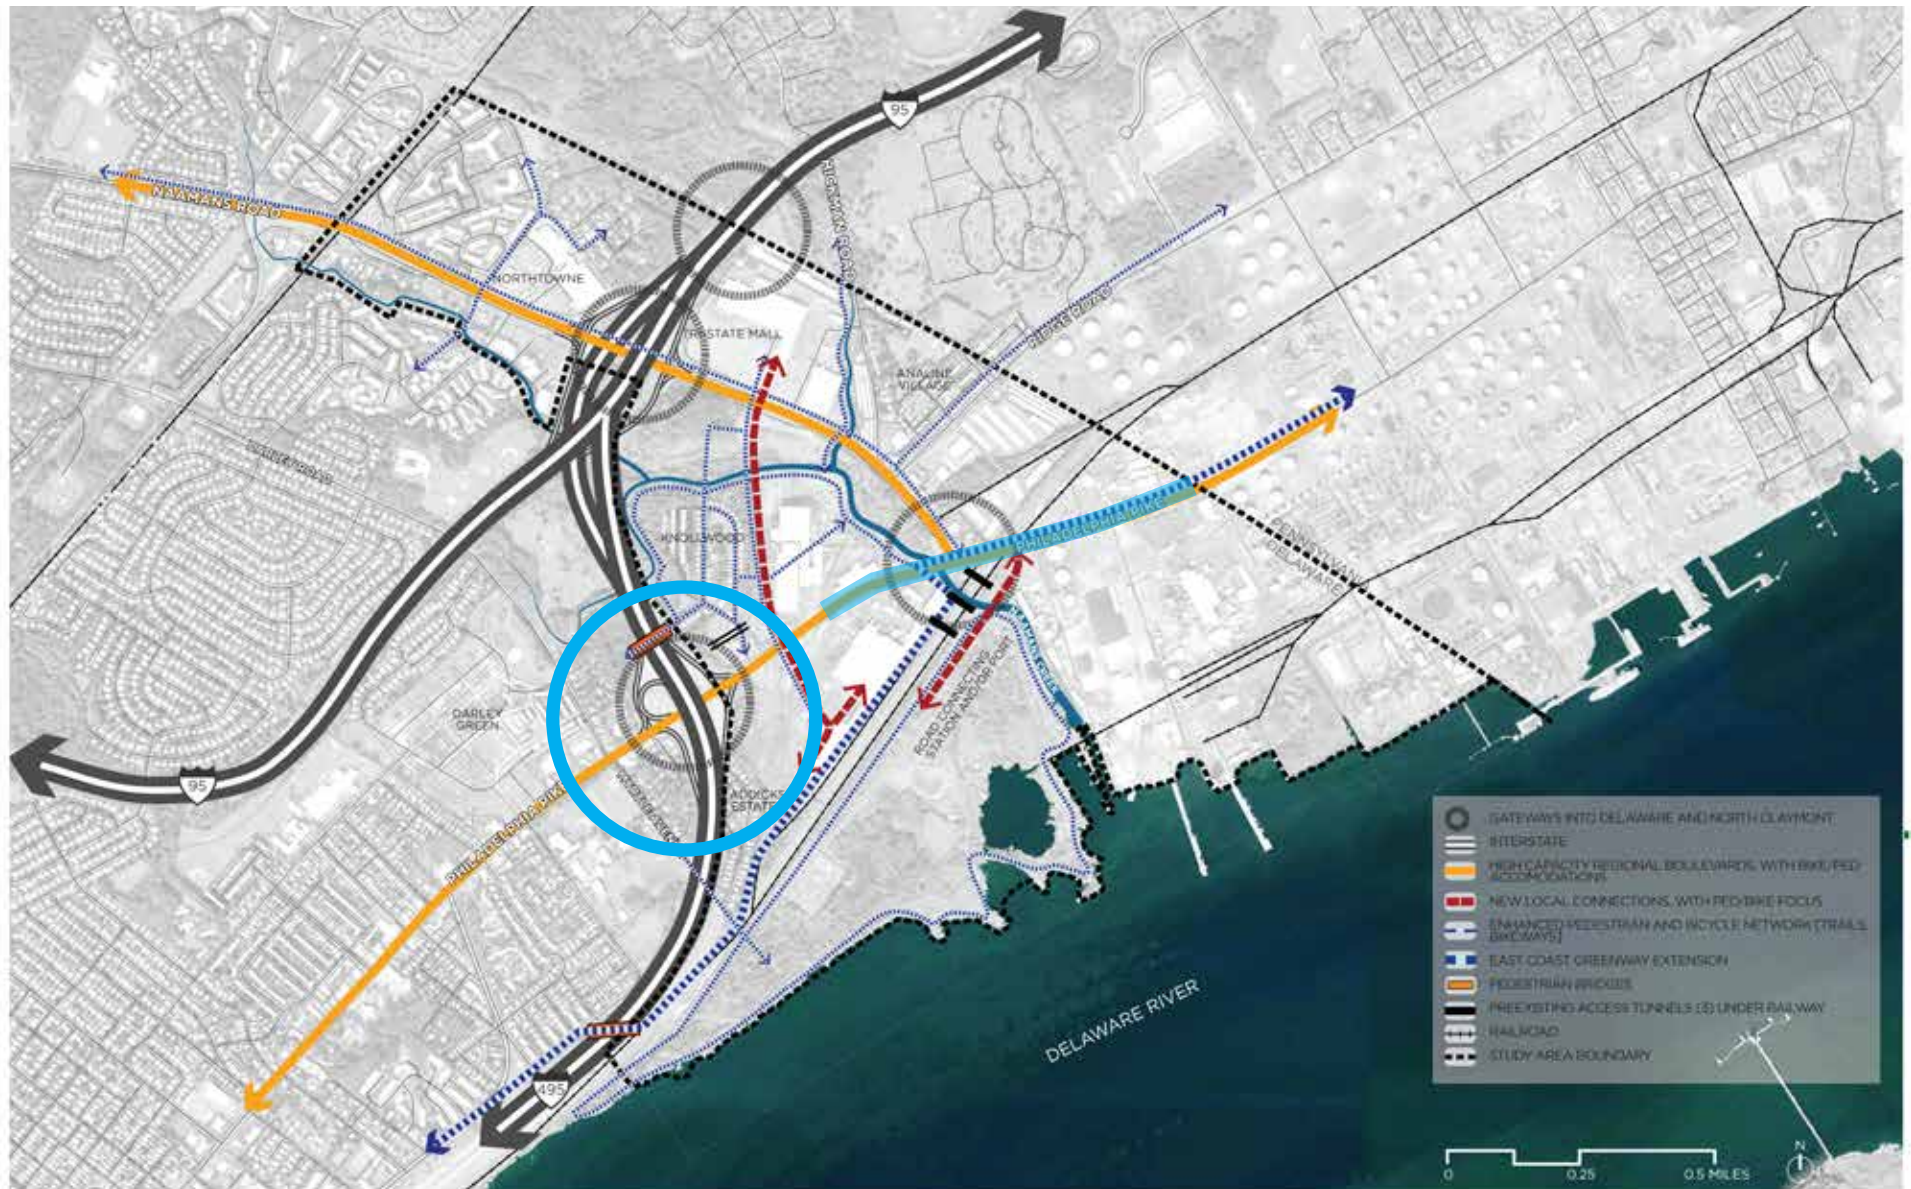 95
HICKMAN ROAD
NAAMANS ROAD
NORTHTOWNE
TRISTATE MALL
RIDGE ROAD
ANALINE
VILLAGE
DARLEY ROAD
KNOLLWOOD
PHILADELPHIA PIKE
PENNSYLVANIA
DELAWARE
NAAMANS CREEK
ROAD CONNECTING
STATION AND/OR PORT
DARLEY
GREEN
95
ADDICKS
ESTATE
PHILADELPHIA PIKE
495
DELAWARE RIVER
GATEWAYS INTO DELAWARE AND NORTH CLAYMONT
INTERSTATE
HIGH CAPACITY REGIONAL BOULEVARDS, WITH BIKE/PED
ACCOMODATIONS
NEW LOCAL CONNECTIONS, WITH PED/BIKE FOCUS
ENHANCED PEDESTRIAN AND BICYCLE NETWORK [TRAILS,
BIKEWAYS]
EAST COAST GREENWAY EXTENSION
PEDESTRIAN BRIDGES
PREEXISTING ACCESS TUNNELS (3) UNDER RAILWAY
RAILROAD
STUDY AREA BOUNDARY
N
0 0.25 0.5 MILES